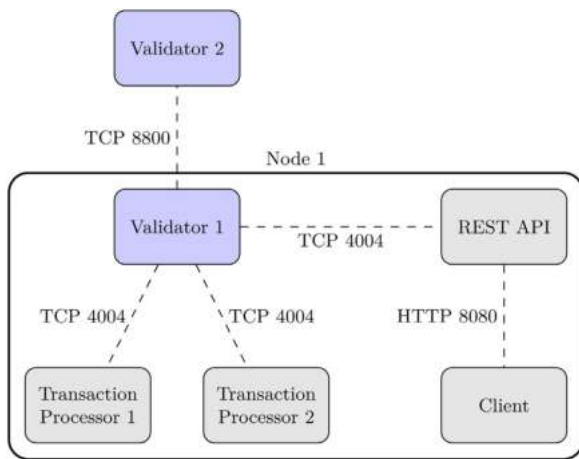 Validator 2
TCP 8800
Node 1
Validator 1
TCP 4004
REST API
TCP 4004
TCP 4004
HTTP 8080
Transaction
Processor 1
Transaction
Processor 2
Client